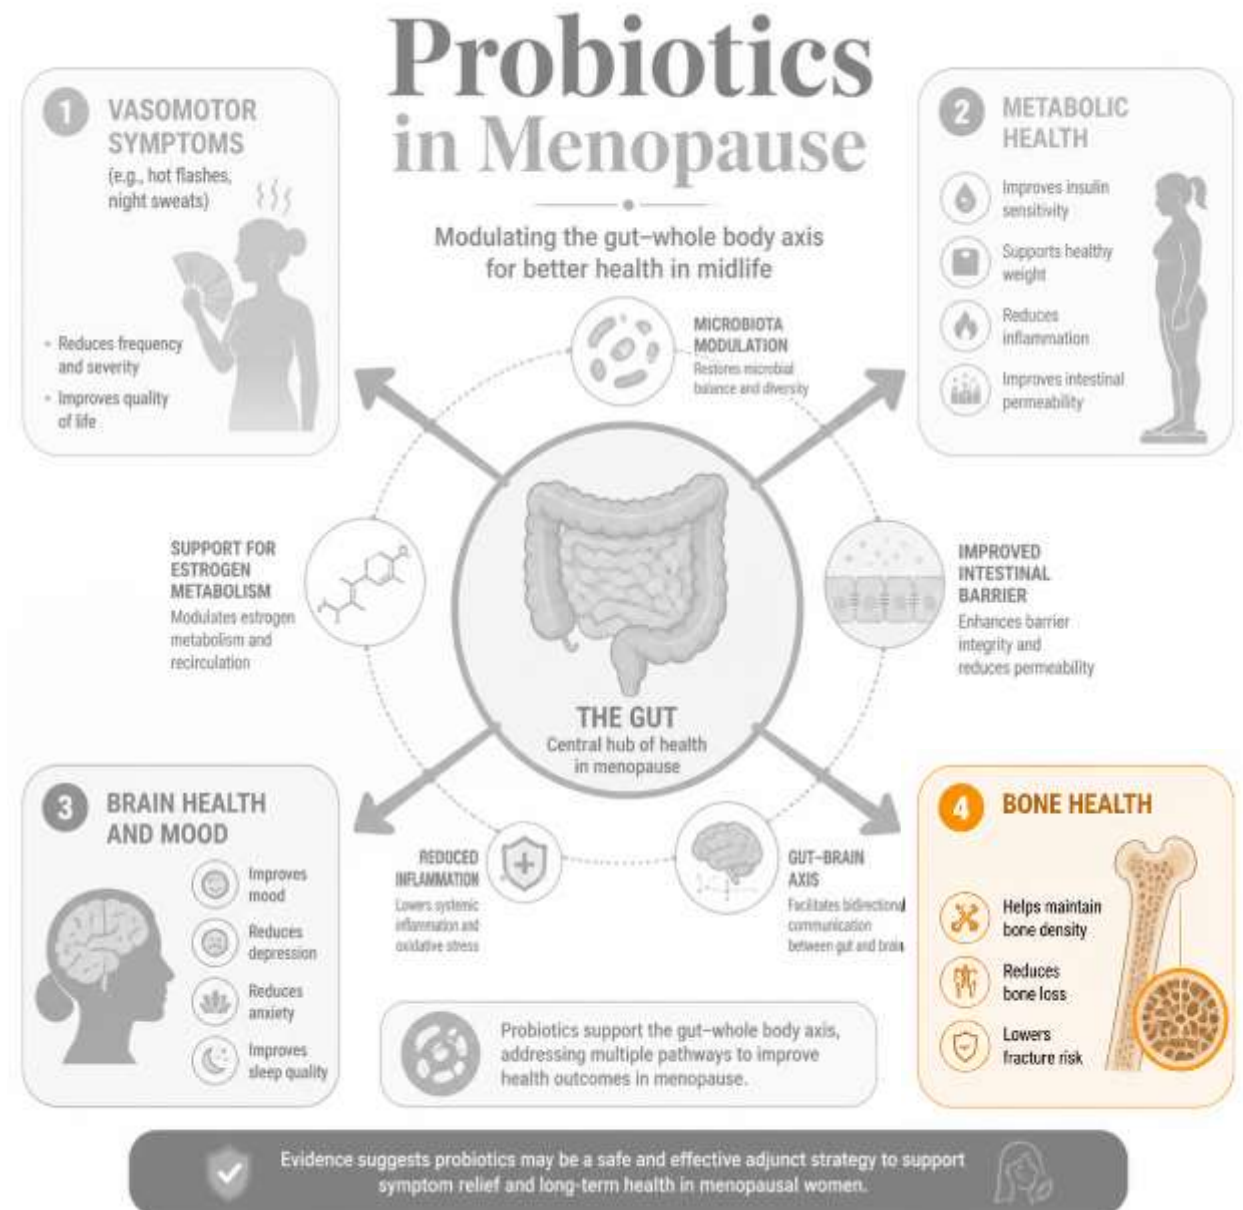 Probiotics
in Menopause
Modulating the gut–whole body axis
for better health in midlife
1
VASOMOTOR
SYMPTOMS
(e.g., hot flashes,
night sweats)
• Reduces frequency
and severity
• Improves quality
of life
2
METABOLIC
HEALTH
Improves insulin
sensitivity
Supports healthy
weight
Reduces
inflammation
Improves intestinal
permeability
MICROBIOTA
MODULATION
Restores microbial
balance and diversity
SUPPORT FOR
ESTROGEN
METABOLISM
Modulates estrogen
metabolism and
recirculation
IMPROVED
INTESTINAL
BARRIER
Enhances barrier
integrity and
reduces permeability
THE GUT
Central hub of health
in menopause
REDUCED
INFLAMMATION
Lowers systemic
inflammation and
oxidative stress
GUT–BRAIN
AXIS
Facilitates bidirectional
communication
between gut and brain
3
BRAIN HEALTH
AND MOOD
Improves
mood
Reduces
depression
Reduces
anxiety
Improves
sleep quality
4
BONE HEALTH
Helps maintain
bone density
Reduces
bone loss
Lowers
fracture risk
Probiotics support the gut–whole body axis,
addressing multiple pathways to improve
health outcomes in menopause.
Evidence suggests probiotics may be a safe and effective adjunct strategy to support
symptom relief and long-term health in menopausal women.